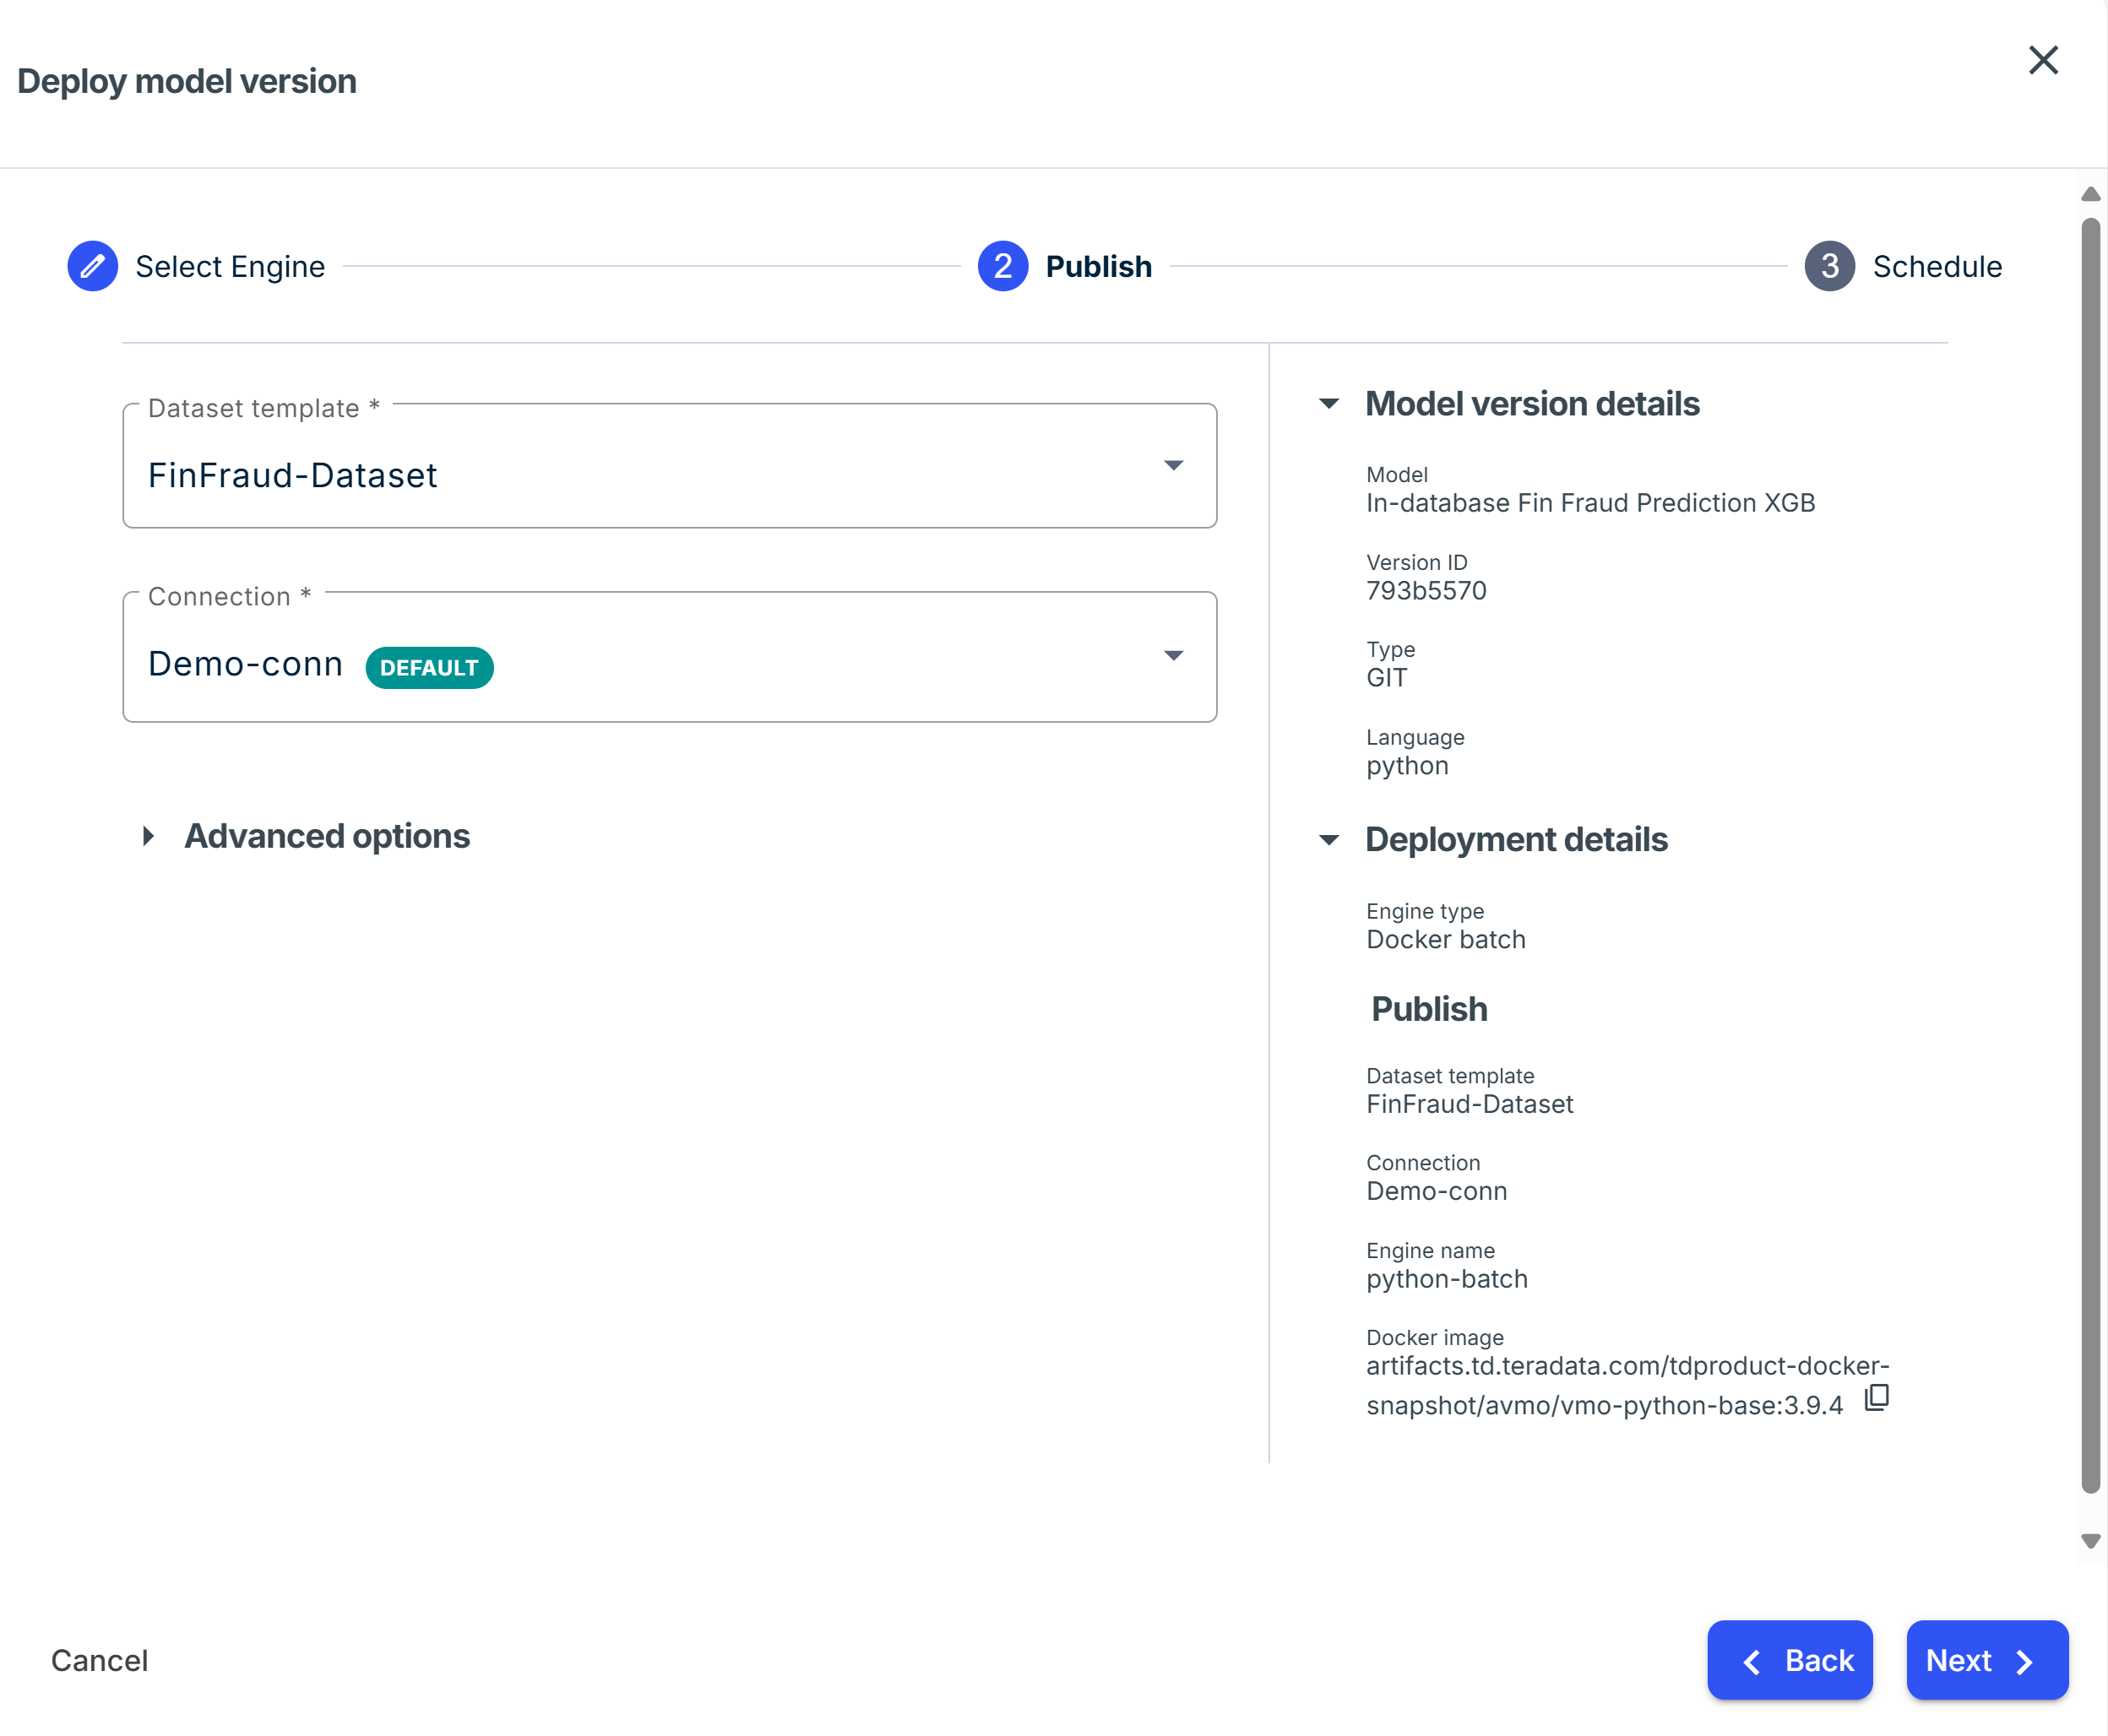 Deploy model version
Select Engine
2 Publish
3 Schedule
Dataset template *
FinFraud-Dataset
Connection *
Demo-conn DEFAULT
Advanced options
Model version details
Model
In-database Fin Fraud Prediction XGB
Version ID
793b5570
Type
GIT
Language
python
Deployment details
Engine type
Docker batch
Publish
Dataset template
FinFraud-Dataset
Connection
Demo-conn
Engine name
python-batch
Docker image
artifacts.td.teradata.com/tdproduct-docker-
snapshot/avmo/vmo-python-base:3.9.4
Cancel
Back
Next